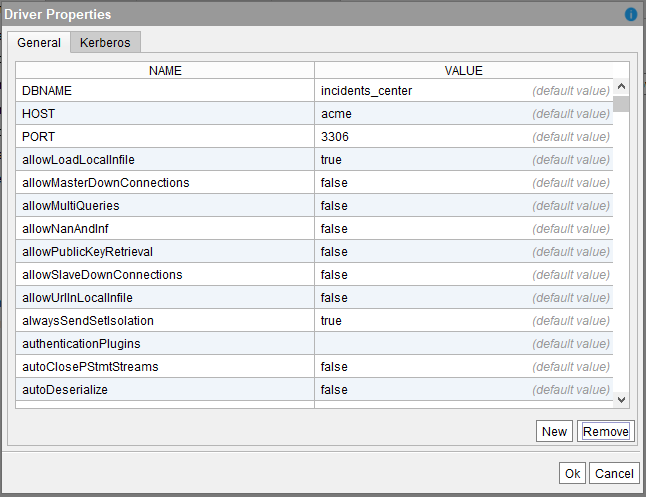 Driver Properties
General Kerberos
NAME VALUE
DBNAME incidents_center (default value)
HOST acme (default value)
PORT 3306 (default value)
allowLoadLocalInfile true (default value)
allowMasterDownConnections false (default value)
allowMultiQueries false (default value)
allowNanAndInf false (default value)
allowPublicKeyRetrieval false (default value)
allowSlaveDownConnections false (default value)
allowUrlInLocalInfile false (default value)
alwaysSendSetIsolation true (default value)
authenticationPlugins (default value)
autoClosePStmtStreams false (default value)
autoDeserialize false (default value)
New Remove
Ok Cancel